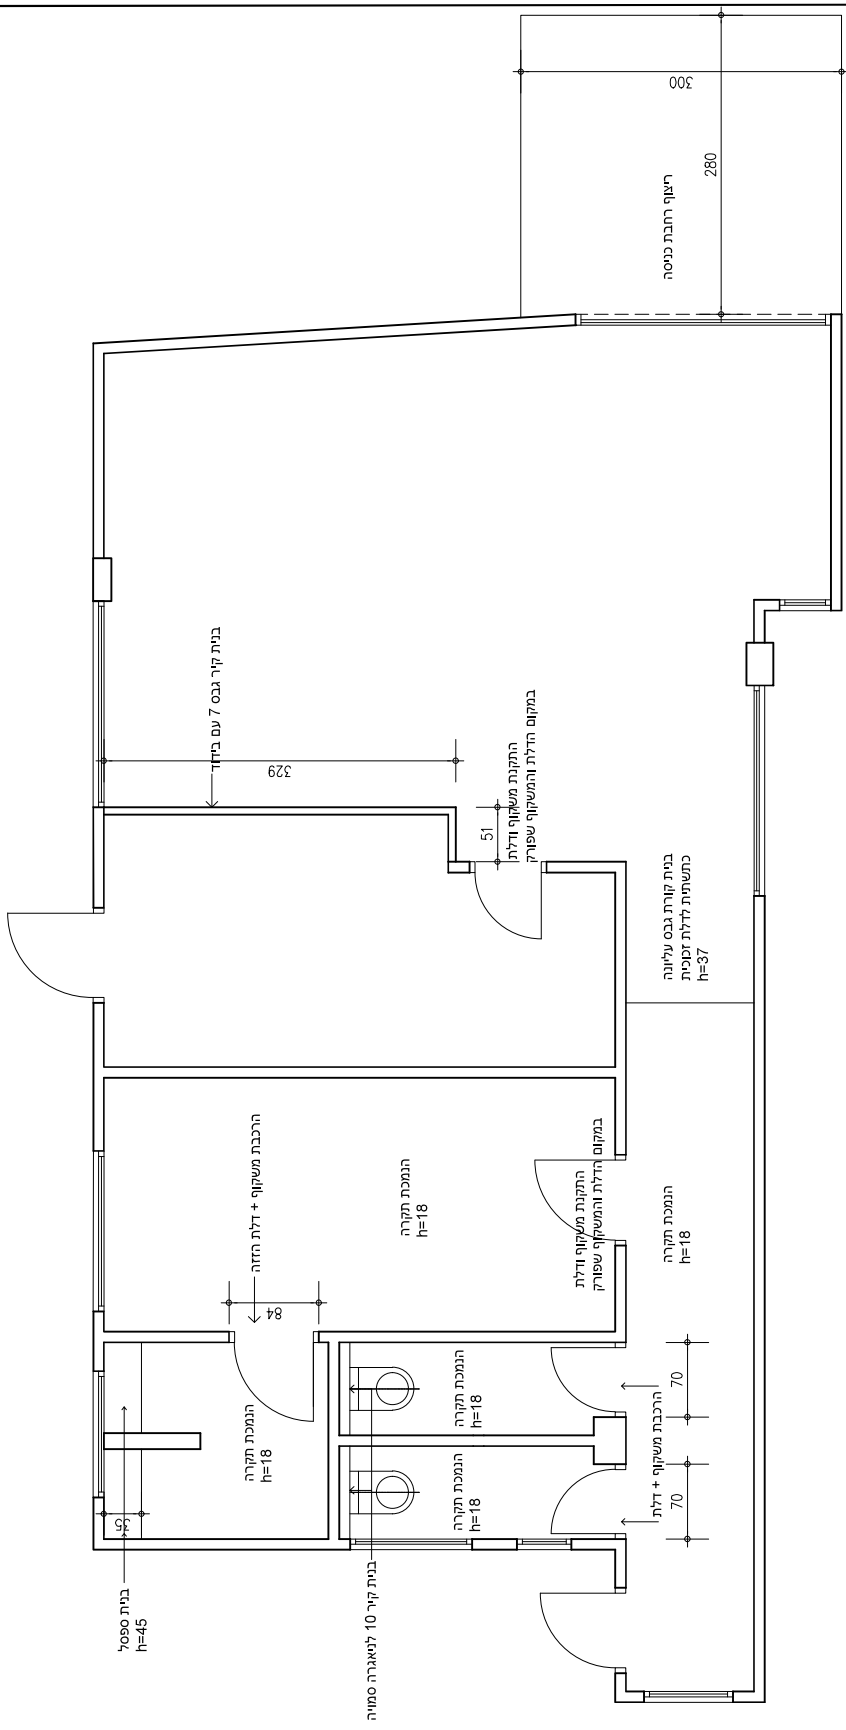 300
280
ריצוף רחבת כניסה
בנית קיר גבס 7 עם בידוד
329
51
התקנת משקוף ודלת
במקום הדלת והמשקוף שפורק
בנית קורת גבס עליונה
כתשתית לדלת זכוכית
h=37
הרכבת משקוף + דלת הזזה
84
הנמכת תקרה
h=18
התקנת משקוף ודלת
במקום הדלת והמשקוף שפורק
הנמכת תקרה
h=18
הנמכת תקרה
h=18
הנמכת תקרה
h=18
הנמכת תקרה
h=18
70
70
הרכבת משקוף + דלת
35
בנית ספסל
h=45
בנית קיר 10 לניאגרה סמויה